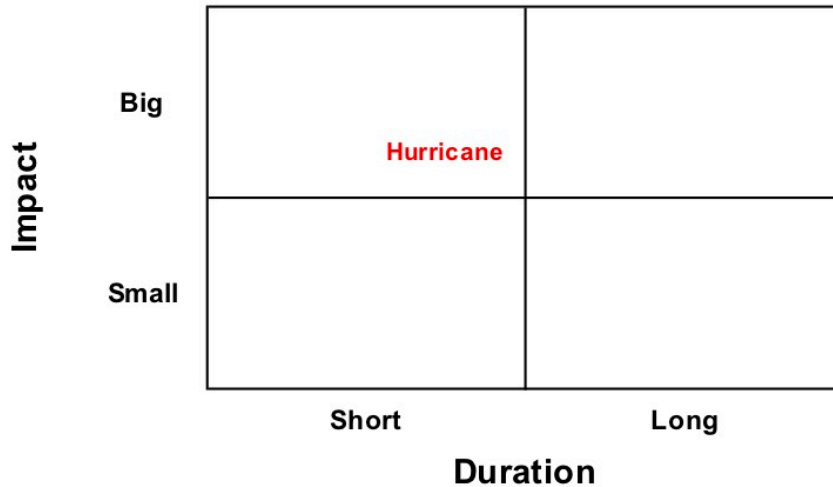 Big
Hurricane
Impact
Small
Short Long
Duration